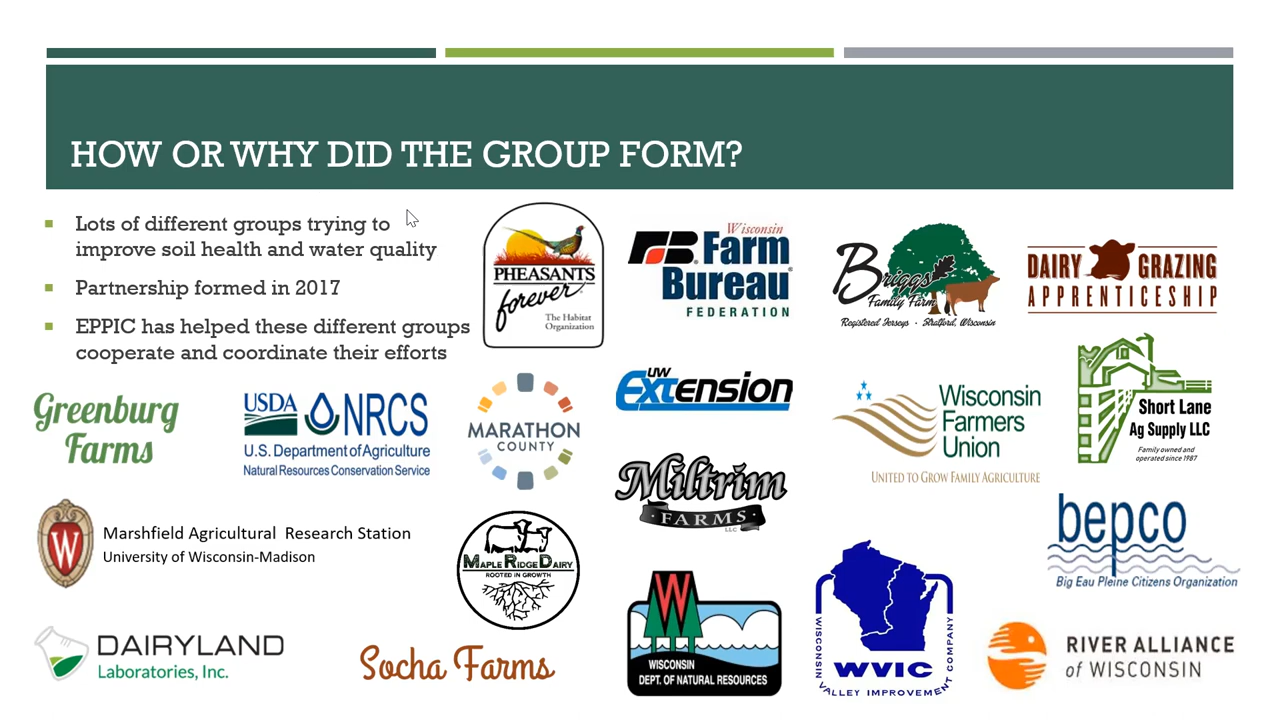 HOW OR WHY DID THE GROUP FORM?
Lots of different groups trying to
improve soil health and water quality
Partnership formed in 2017
EPPIC has helped these different groups
cooperate and coordinate their efforts
PHEASANTS
forever
The Habitat
Organization
Wisconsin
Farm
Bureau
FEDERATION
Briggs
Family Farm
Registered Jerseys - Stratford, Wisconsin
DAIRY GRAZING
APPRENTICESHIP
Greenburg
Farms
USDA NRCS
U.S. Department of Agriculture
Natural Resources Conservation Service
MARATHON
COUNTY
UW
Extension
Wisconsin
Farmers
Union
UNITED TO GROW FAMILY AGRICULTURE
Short Lane
Ag Supply LLC
Family owned and
operated since 1987
Miltrim
FARMS
LLC
W
Marshfield Agricultural Research Station
University of Wisconsin-Madison
MAPLE RIDGE DAIRY
ROOTED IN GROWTH
bepco
Big Eau Pleine Citizens Organization
W
WISCONSIN
DEPT. OF NATURAL RESOURCES
WVIC
WISCONSIN VALLEY IMPROVEMENT COMPANY
DAIRYLAND
Laboratories, Inc.
Socha Farms
RIVER ALLIANCE
of WISCONSIN